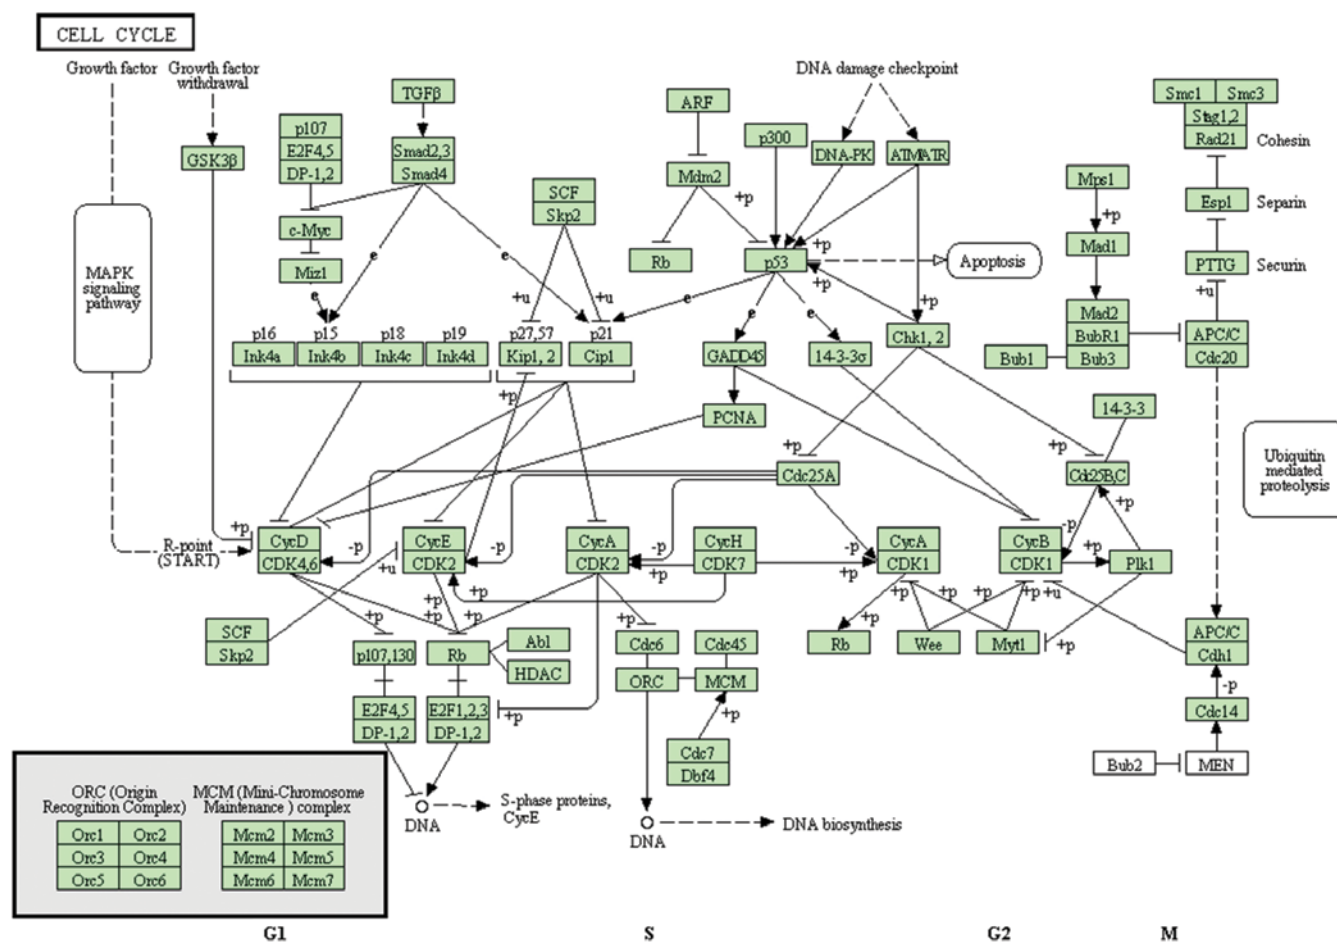 CELL CYCLE
Growth factor
Growth factor
withdrawal
DNA damage checkpoint
TGFβ
ARF
Smc1
Smc3
Stag1,2
Rad21
Cohesin
p107
E2F4,5
DP-1,2
Smad2,3
Smad4
p300
DNA-PK
ATM/ATR
GSK3β
Mdm2
+p
SCF
Skp2
Mps1
+p
Esp1
Separin
c-Myc
Miz1
e
e
e
Rb
p53
+p
+p
Apoptosis
Mad1
PTTG
Securin
+u
MAPK
signaling
pathway
+u
+u
e
e
e
+p
p16
Ink4a
p15
Ink4b
p18
Ink4c
p19
Ink4d
p27,57
Kip1, 2
p21
Cip1
GADD45
14-3-3σ
Chk1, 2
Mad2
BubR1
Bub3
Bub1
APC/C
Cdc20
+p
PCNA
14-3-3
+p
+p
Cdc25A
Cdc25B,C
Ubiquitin
mediated
proteolysis
R-point
(START)
+p
CycD
CDK4,6
-p
CycE
CDK2
-p
+u
CycA
CDK2
-p
+p
CycH
CDK7
-p
+p
CycA
CDK1
CycB
CDK1
-p
+p
+p
Plk1
+p
+p
+p
+p
+p
+p
+p
+p
+p
+u
+p
SCF
Skp2
p107,130
Rb
Abl
HDAC
Cdc6
Cdc45
ORC
MCM
Rb
Wee
Myt1
APC/C
Cdh1
-p
E2F4,5
DP-1,2
E2F1,2,3
DP-1,2
+p
+p
Cdc7
Dbf4
Cdc14
Bub2
MEN
DNA
S-phase proteins,
CycE
DNA
DNA biosynthesis
ORC (Origin
Recognition Complex)
Orc1
Orc2
Orc3
Orc4
Orc5
Orc6
MCM (Mini-Chromosome
Maintenance ) complex
Mcm2
Mcm3
Mcm4
Mcm5
Mcm6
Mcm7
G1
S
G2
M